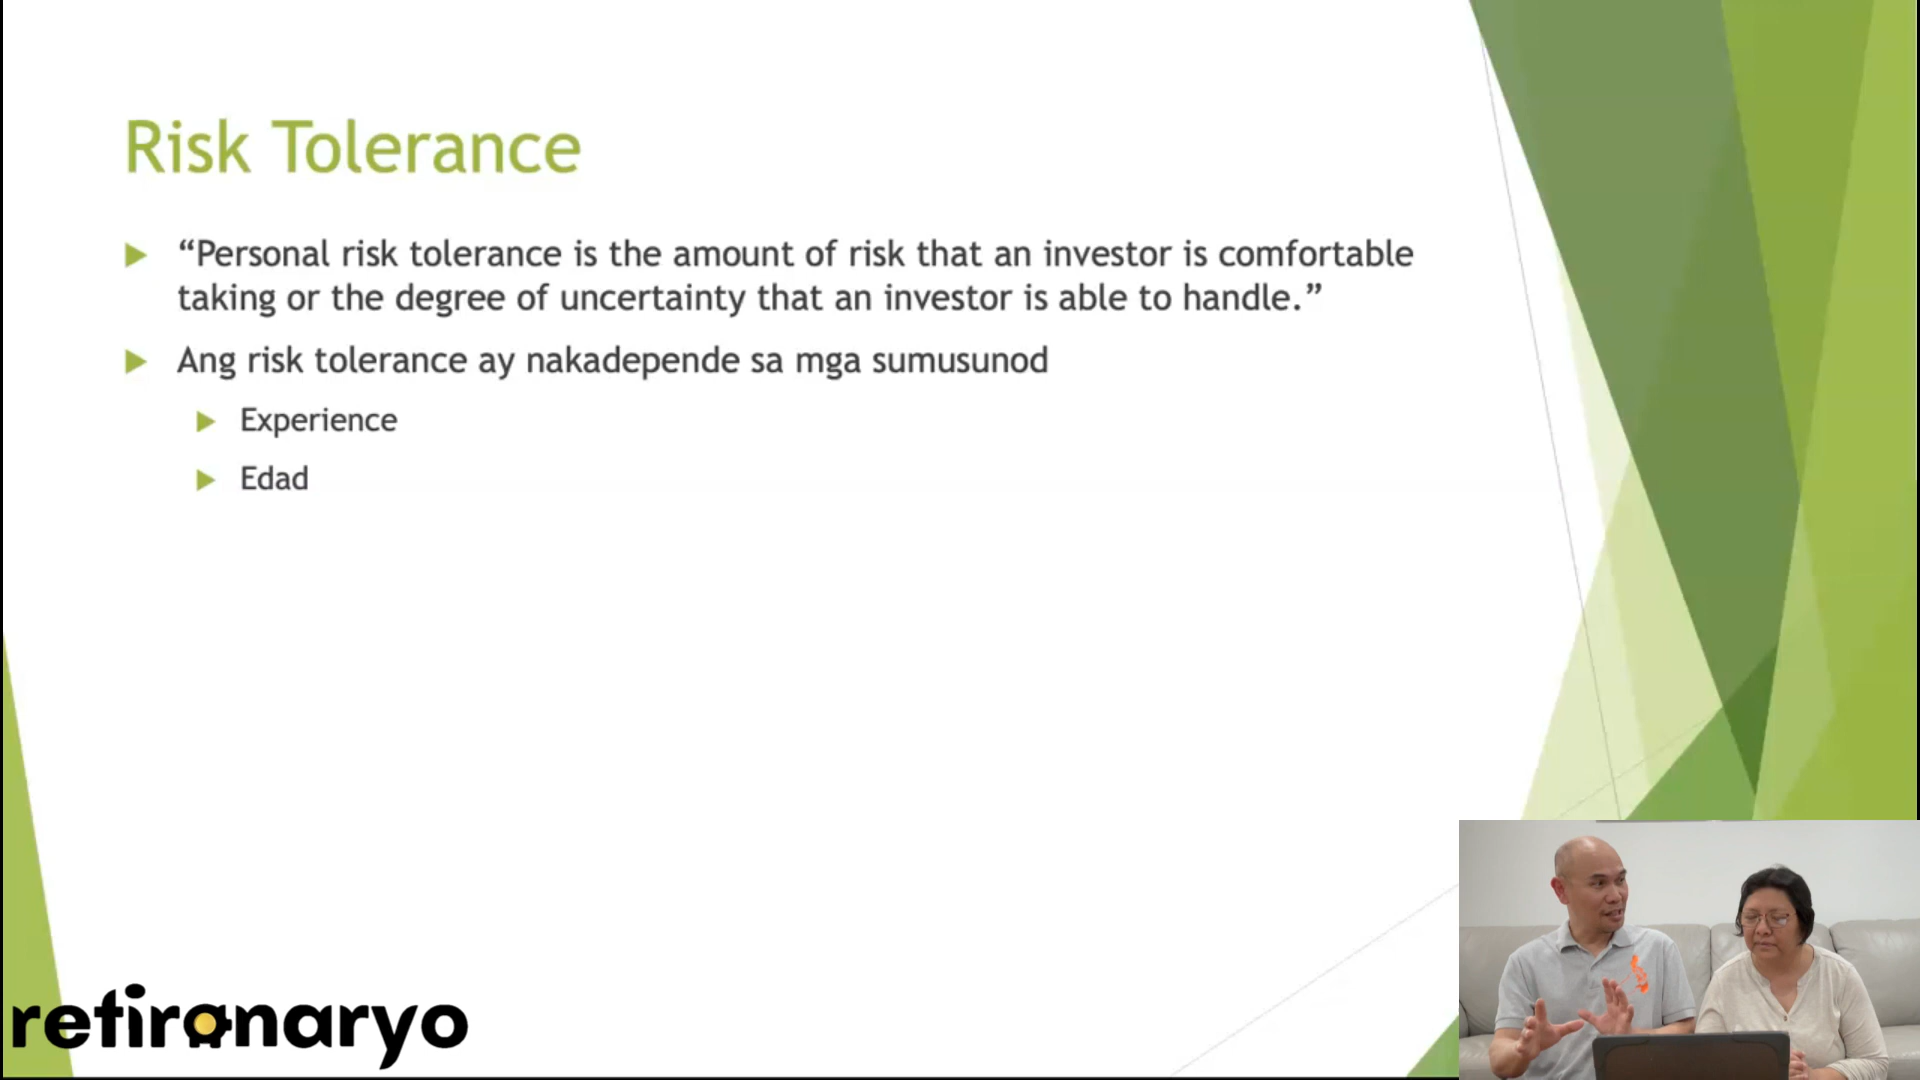 Risk Tolerance
“Personal risk tolerance is the amount of risk that an investor is comfortable
taking or the degree of uncertainty that an investor is able to handle.”
Ang risk tolerance ay nakadepende sa mga sumusunod
Experience
Edad
retironaryo